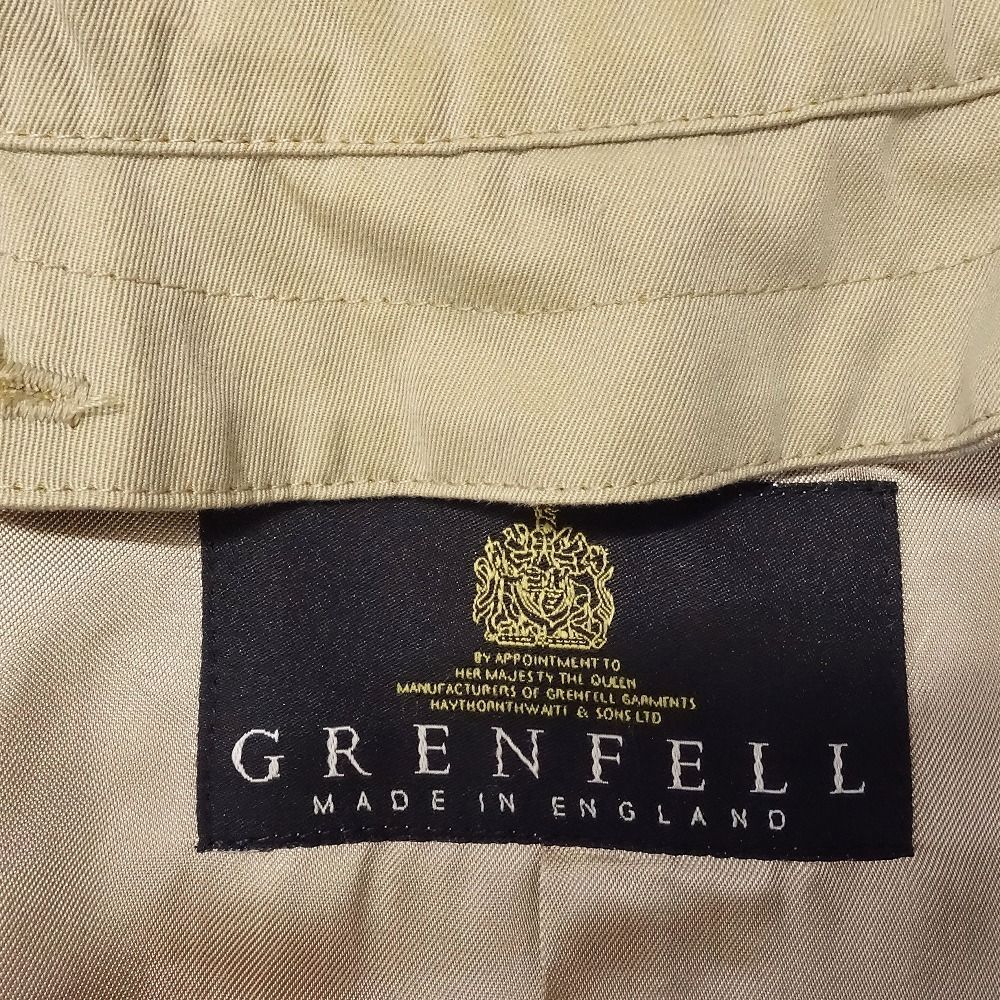 BY APPOINTMENT TO
HER MAJESTY THE QUEEN
MANUFACTURERS OF GRENFELL GARMENTS
HAYTHORNTHWAITE & SONS LTD
GRENFELL
MADE IN ENGLAND